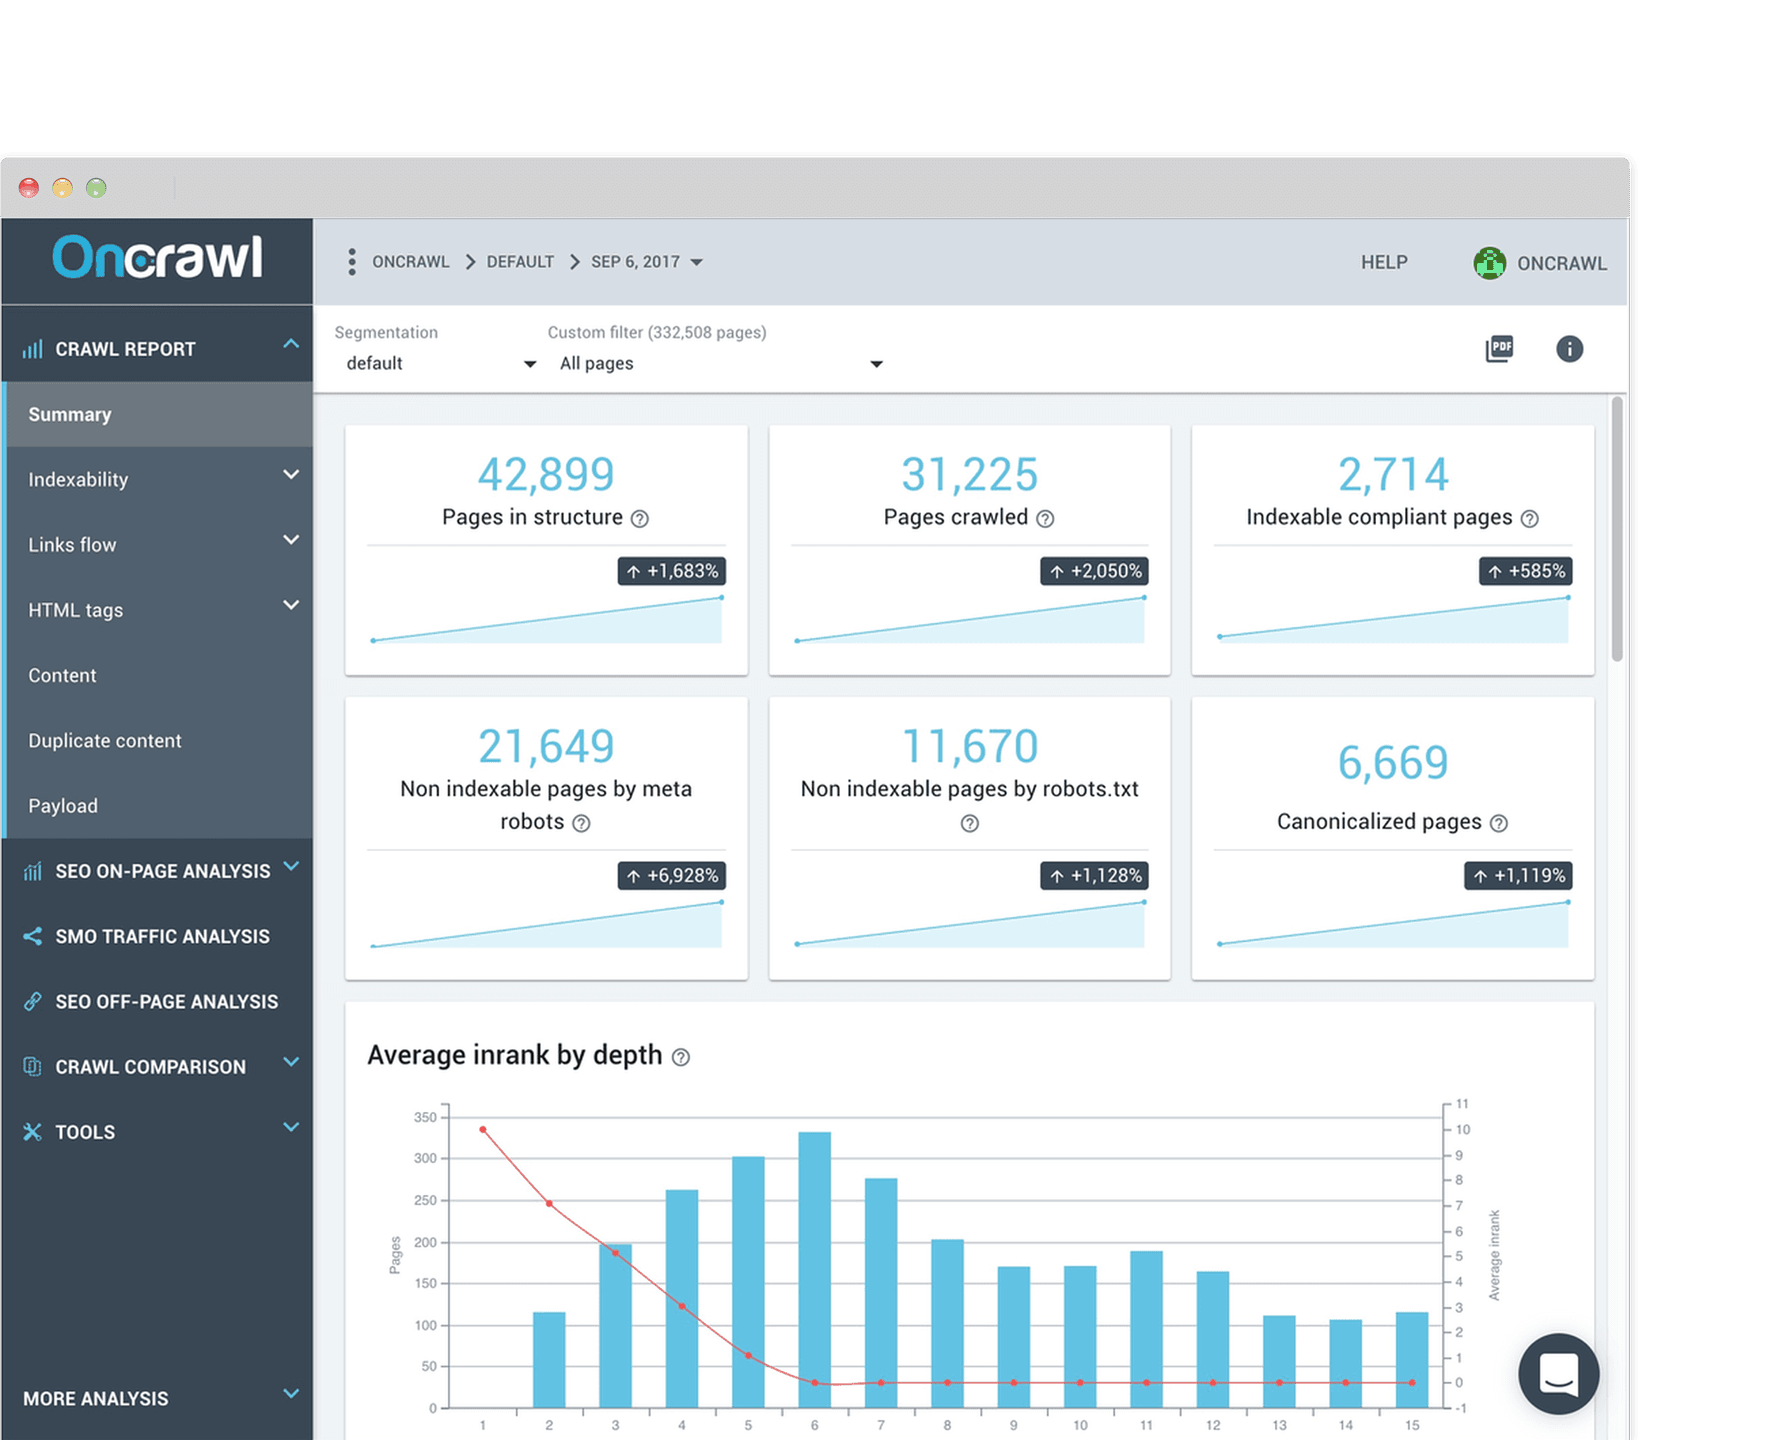 Oncrawl
ONCRAWL
DEFAULT
SEP 6, 2017
HELP
ONCRAWL
CRAWL REPORT
Summary
Indexability
Links flow
HTML tags
Content
Duplicate content
Payload
SEO ON-PAGE ANALYSIS
SMO TRAFFIC ANALYSIS
SEO OFF-PAGE ANALYSIS
CRAWL COMPARISON
TOOLS
MORE ANALYSIS
Segmentation
default
Custom filter (332,508 pages)
All pages
PDF
42,899
Pages in structure
+1,683%
31,225
Pages crawled
+2,050%
2,714
Indexable compliant pages
+585%
21,649
Non indexable pages by meta
robots
+6,928%
11,670
Non indexable pages by robots.txt
+1,128%
6,669
Canonicalized pages
+1,119%
Average inrank by depth
Pages
350
300
250
200
150
100
50
0
11
10
9
8
7
6
5
4
3
2
1
0
-1
Average inrank
1 2 3 4 5 6 7 8 9 10 11 12 13 14 15